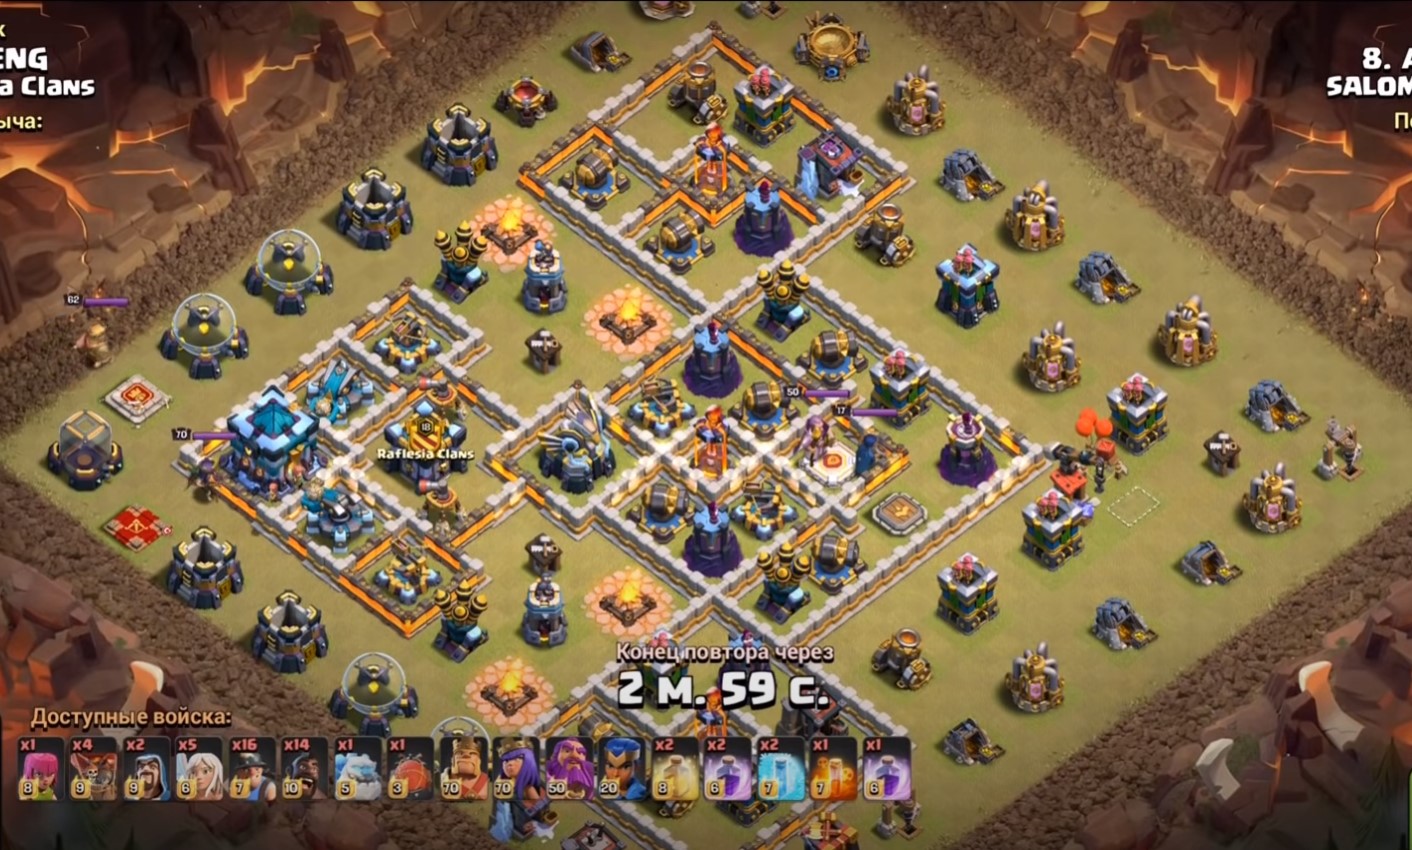 ENG
a Clans
ыча:
8. A
SALOM
По
62
50
17
70
18
Raflesia Clans
Конец повтора через
2 м. 59 с.
Доступные войска:
x1 x4 x2 x5 x16 x14 x1 x1 x2 x2 x2 x1 x1
8 9 9 6 7 10 5 3 70 70 50 20 8 6 7 7 6